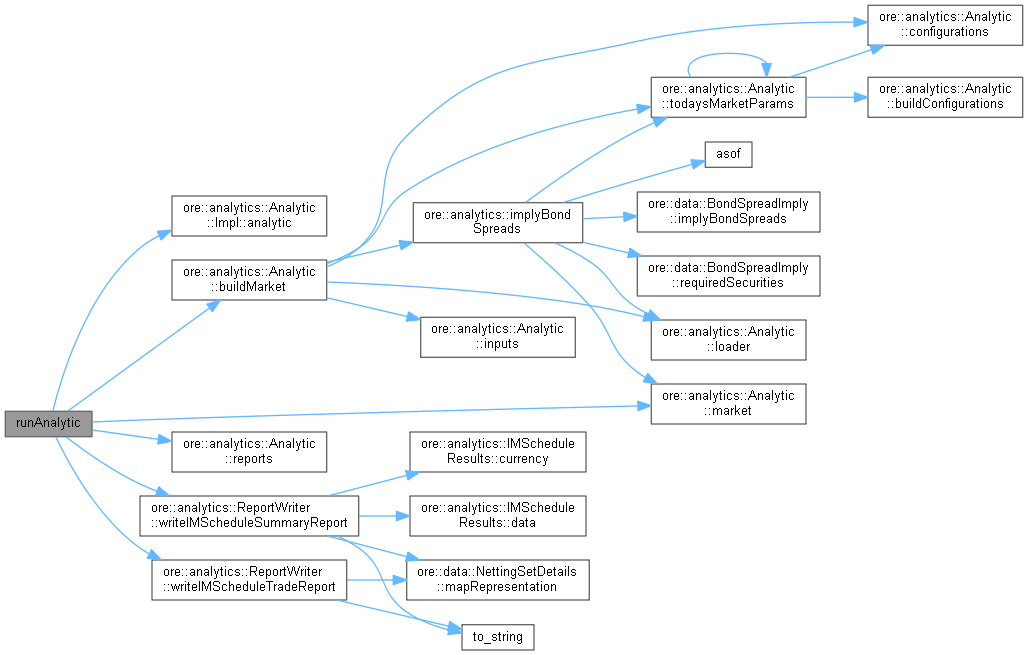 ore::analytics::Analytic
::configurations
ore::analytics::Analytic
::todaysMarketParams
ore::analytics::Analytic
::buildConfigurations
asof
ore::analytics::Analytic
::Impl::analytic
ore::analytics::implyBond
Spreads
ore::data::BondSpreadImply
::implyBondSpreads
ore::analytics::Analytic
::buildMarket
ore::data::BondSpreadImply
::requiredSecurities
ore::analytics::Analytic
::inputs
ore::analytics::Analytic
::loader
ore::analytics::Analytic
::market
runAnalytic
ore::analytics::Analytic
::reports
ore::analytics::IMSchedule
Results::currency
ore::analytics::ReportWriter
::writeIMScheduleSummaryReport
ore::analytics::IMSchedule
Results::data
ore::analytics::ReportWriter
::writeIMScheduleTradeReport
ore::data::NettingSetDetails
::mapRepresentation
to_string